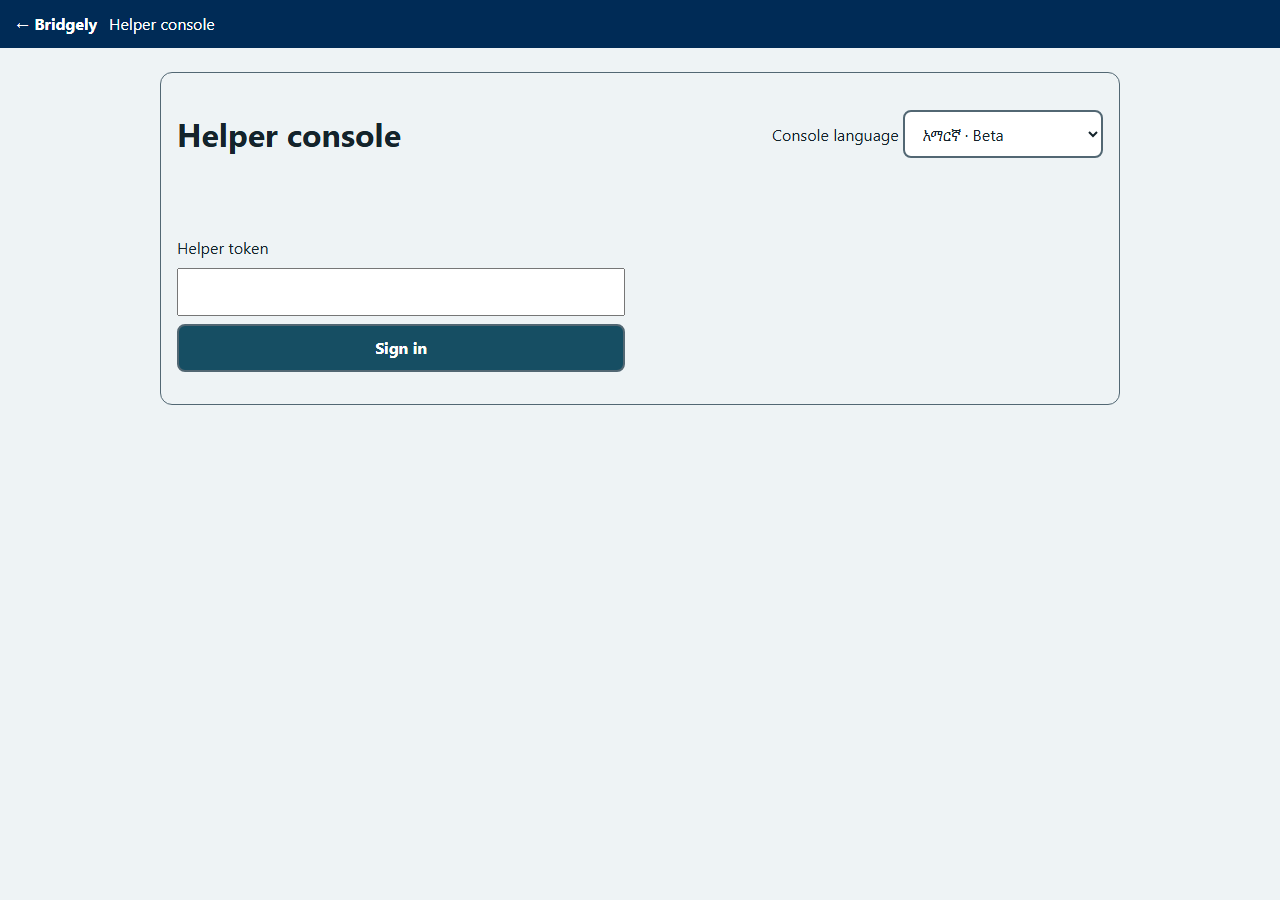 ← Bridgely Helper console
Helper console
Console language አማርኛ · Beta
Helper token
Sign in